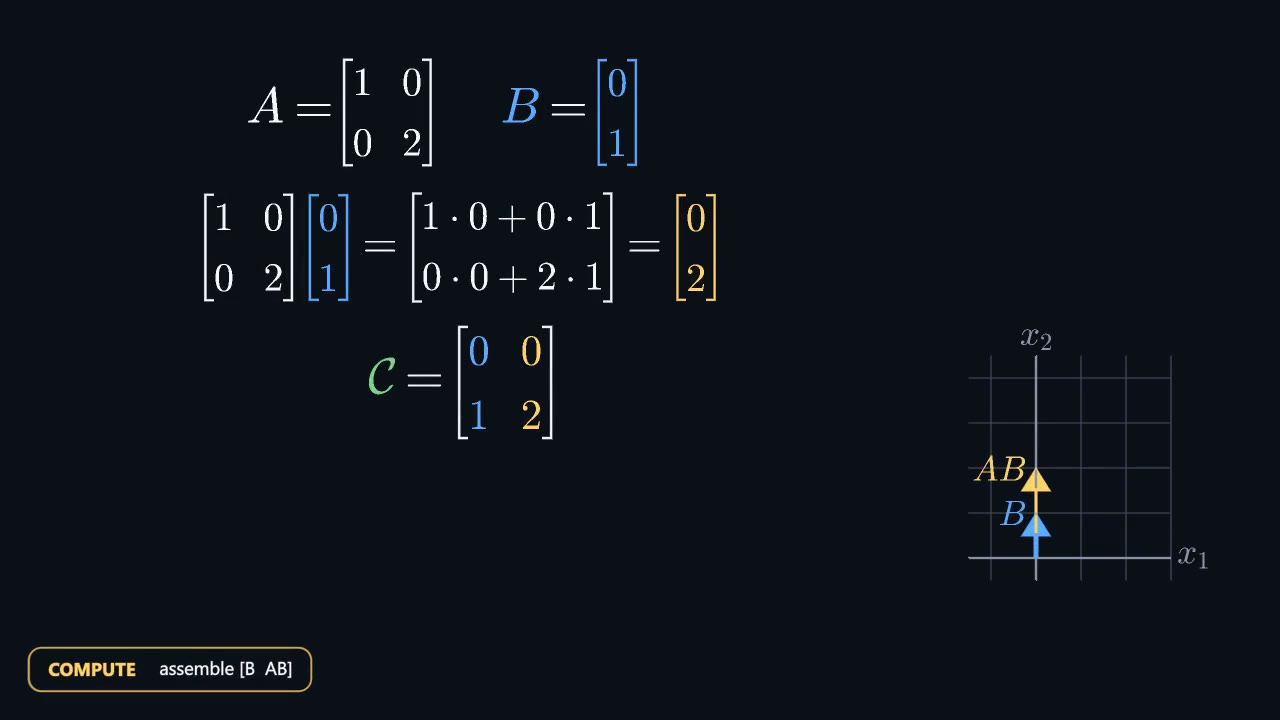 A = [1 0; 0 2] B = [0; 1]
[1 0; 0 2] [0; 1] = [1 · 0 + 0 · 1; 0 · 0 + 2 · 1] = [0; 2]
𝒞 = [0 0; 1 2]
x₂
AB
B
x₁
COMPUTE assemble [B AB]